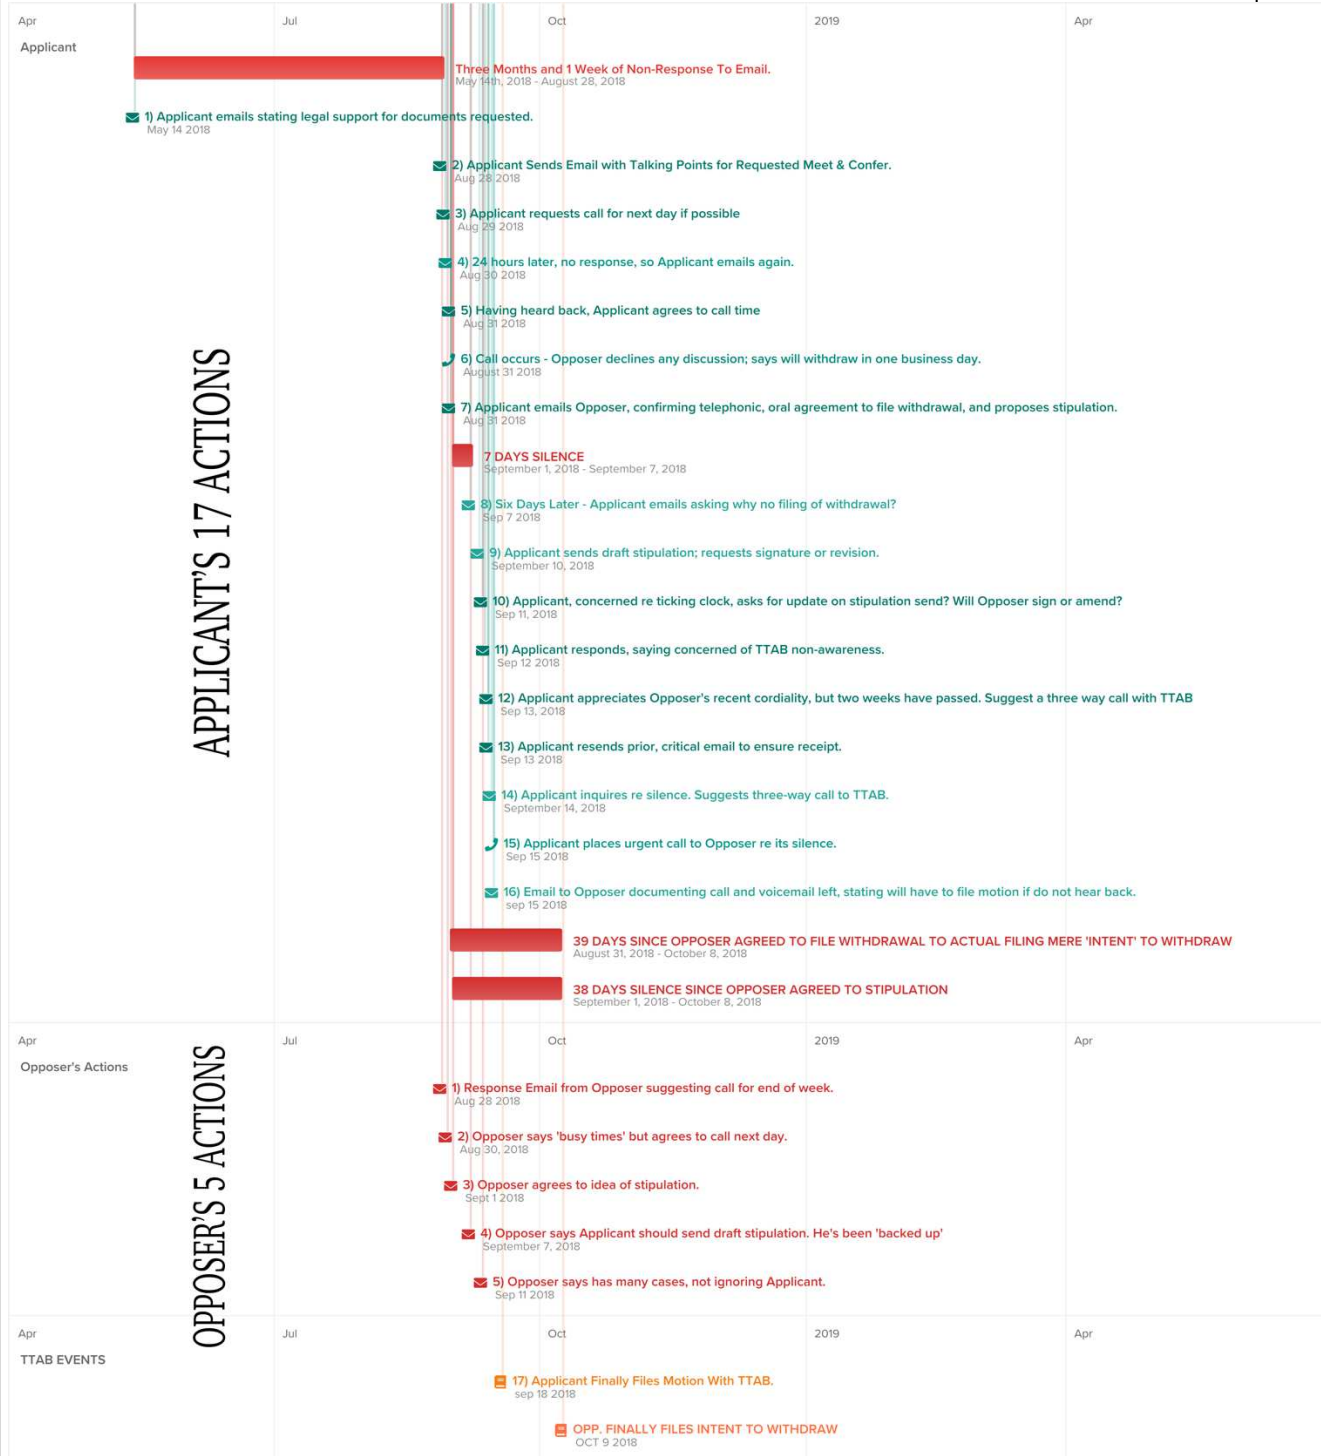 Apr Jul Oct 2019 Apr
Applicant
Three Months and 1 Week of Non-Response To Email.
May 14th, 2018 - August 28, 2018
1) Applicant emails stating legal support for documents requested.
May 14 2018
2) Applicant Sends Email with Talking Points for Requested Meet & Confer.
Aug 28 2018
3) Applicant requests call for next day if possible
Aug 29 2018
4) 24 hours later, no response, so Applicant emails again.
Aug 30 2018
5) Having heard back, Applicant agrees to call time
Aug 31 2018
6) Call occurs - Opposer declines any discussion; says will withdraw in one business day.
August 31 2018
7) Applicant emails Opposer, confirming telephonic, oral agreement to file withdrawal, and proposes stipulation.
Aug 31 2018
7 DAYS SILENCE
September 1, 2018 - September 7, 2018
8) Six Days Later - Applicant emails asking why no filing of withdrawal?
Sep 7 2018
9) Applicant sends draft stipulation; requests signature or revision.
September 10, 2018
10) Applicant, concerned re ticking clock, asks for update on stipulation send? Will Opposer sign or amend?
Sep 11, 2018
11) Applicant responds, saying concerned of TTAB non-awareness.
Sep 12 2018
12) Applicant appreciates Opposer's recent cordiality, but two weeks have passed. Suggest a three way call with TTAB
Sep 13, 2018
13) Applicant resends prior, critical email to ensure receipt.
Sep 13 2018
14) Applicant inquires re silence. Suggests three-way call to TTAB.
September 14, 2018
15) Applicant places urgent call to Opposer re its silence.
Sep 15 2018
16) Email to Opposer documenting call and voicemail left, stating will have to file motion if do not hear back.
sep 15 2018
39 DAYS SINCE OPPOSER AGREED TO FILE WITHDRAWAL TO ACTUAL FILING MERE 'INTENT' TO WITHDRAW
August 31, 2018 - October 8, 2018
38 DAYS SILENCE SINCE OPPOSER AGREED TO STIPULATION
September 1, 2018 - October 8, 2018
APPLICANT'S 17 ACTIONS
Apr Jul Oct 2019 Apr
Opposer's Actions
1) Response Email from Opposer suggesting call for end of week.
Aug 28 2018
2) Opposer says 'busy times' but agrees to call next day.
Aug 30, 2018
3) Opposer agrees to idea of stipulation.
Sept 1 2018
4) Opposer says Applicant should send draft stipulation. He's been 'backed up'
September 7, 2018
5) Opposer says has many cases, not ignoring Applicant.
Sep 11 2018
OPPOSER'S 5 ACTIONS
Apr Jul Oct 2019 Apr
TTAB EVENTS
17) Applicant Finally Files Motion With TTAB.
sep 18 2018
OPP. FINALLY FILES INTENT TO WITHDRAW
OCT 9 2018